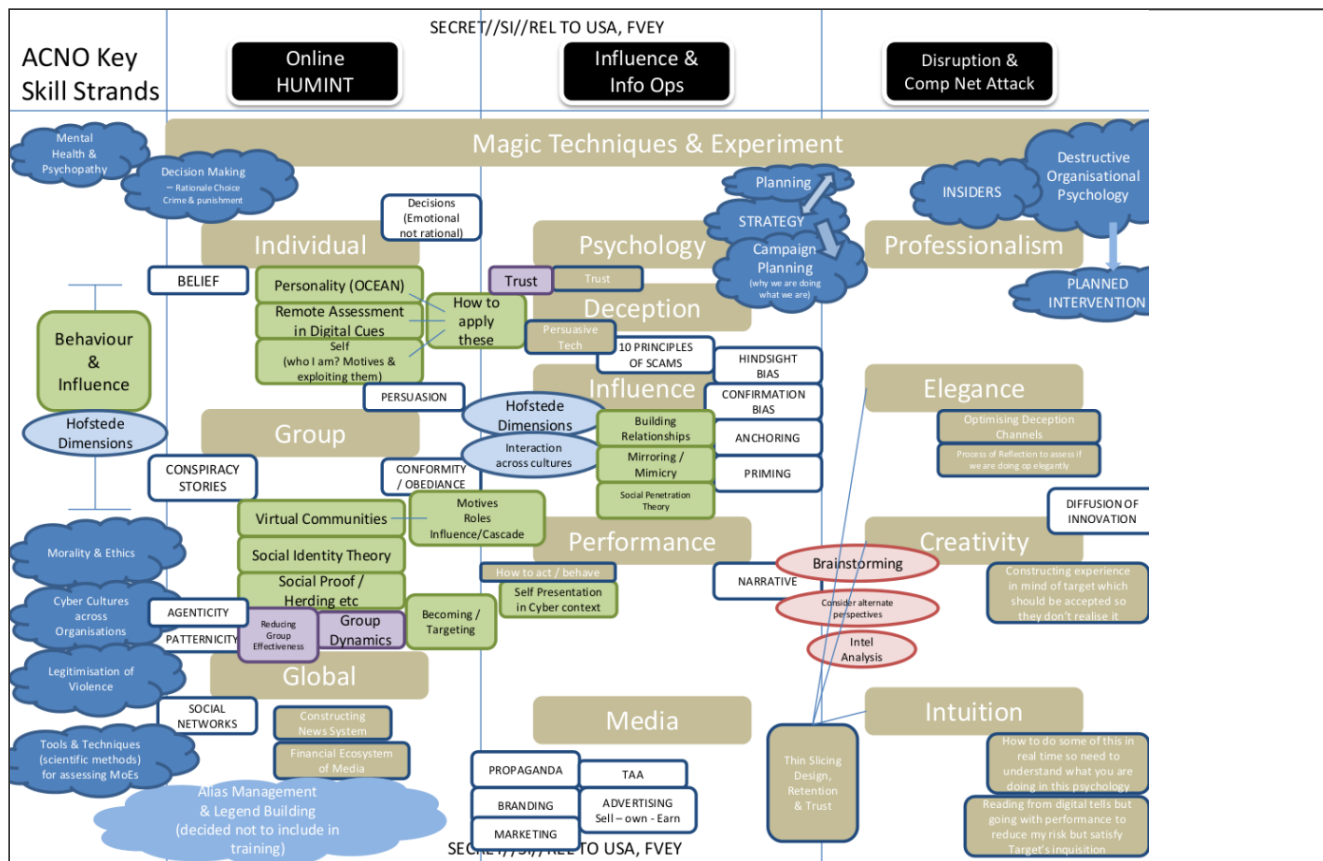 SECRET//SI//REL TO USA, FVEY
ACNO Key
Skill Strands
Online
HUMINT
Influence &
Info Ops
Disruption &
Comp Net Attack
Magic Techniques & Experiment
Mental
Health &
Psychopathy
Decision Making
– Rationale Choice
Crime & punishment
Decisions
(Emotional
not rational)
Planning
STRATEGY
Campaign
Planning
(why we are doing
what we are)
INSIDERS
Destructive
Organisational
Psychology
PLANNED
INTERVENTION
Individual
Psychology
Professionalism
BELIEF
Personality (OCEAN)
Remote Assessment
in Digital Cues
Self
(who I am? Motives &
exploiting them)
How to
apply
these
Trust
Trust
Deception
Persuasive
Tech
10 PRINCIPLES
OF SCAMS
HINDSIGHT
BIAS
Behaviour
&
Influence
Hofstede
Dimensions
PERSUASION
Influence
CONFIRMATION
BIAS
Elegance
Hofstede
Dimensions
Interaction
across cultures
Building
Relationships
Mirroring /
Mimicry
Social Penetration
Theory
ANCHORING
PRIMING
Optimising Deception
Channels
Process of Reflection to assess if
we are doing op elegantly
Group
CONSPIRACY
STORIES
CONFORMITY
/ OBEDIANCE
Virtual Communities
Motives
Roles
Influence/Cascade
Social Identity Theory
Social Proof /
Herding etc
DIFFUSION OF
INNOVATION
Performance
Creativity
How to act / behave
Self Presentation
in Cyber context
NARRATIVE
Brainstorming
Consider alternate
perspectives
Intel
Analysis
Constructing experience
in mind of target which
should be accepted so
they don't realise it
Morality & Ethics
Cyber Cultures
across
Organisations
AGENTICITY
PATTERNICITY
Reducing
Group
Effectiveness
Group
Dynamics
Becoming /
Targeting
Legitimisation of
Violence
Global
SOCIAL
NETWORKS
Constructing
News System
Financial Ecosystem
of Media
Media
Intuition
Tools & Techniques
(scientific methods)
for assessing MoEs
Alias Management
& Legend Building
(decided not to include in
training)
PROPAGANDA
TAA
BRANDING
ADVERTISING
Sell – own - Earn
MARKETING
Thin Slicing
Design,
Retention
& Trust
How to do some of this in
real time so need to
understand what you are
doing in this psychology
Reading from digital tells but
going with performance to
reduce my risk but satisfy
Target's inquisition
SECRET//SI//REL TO USA, FVEY